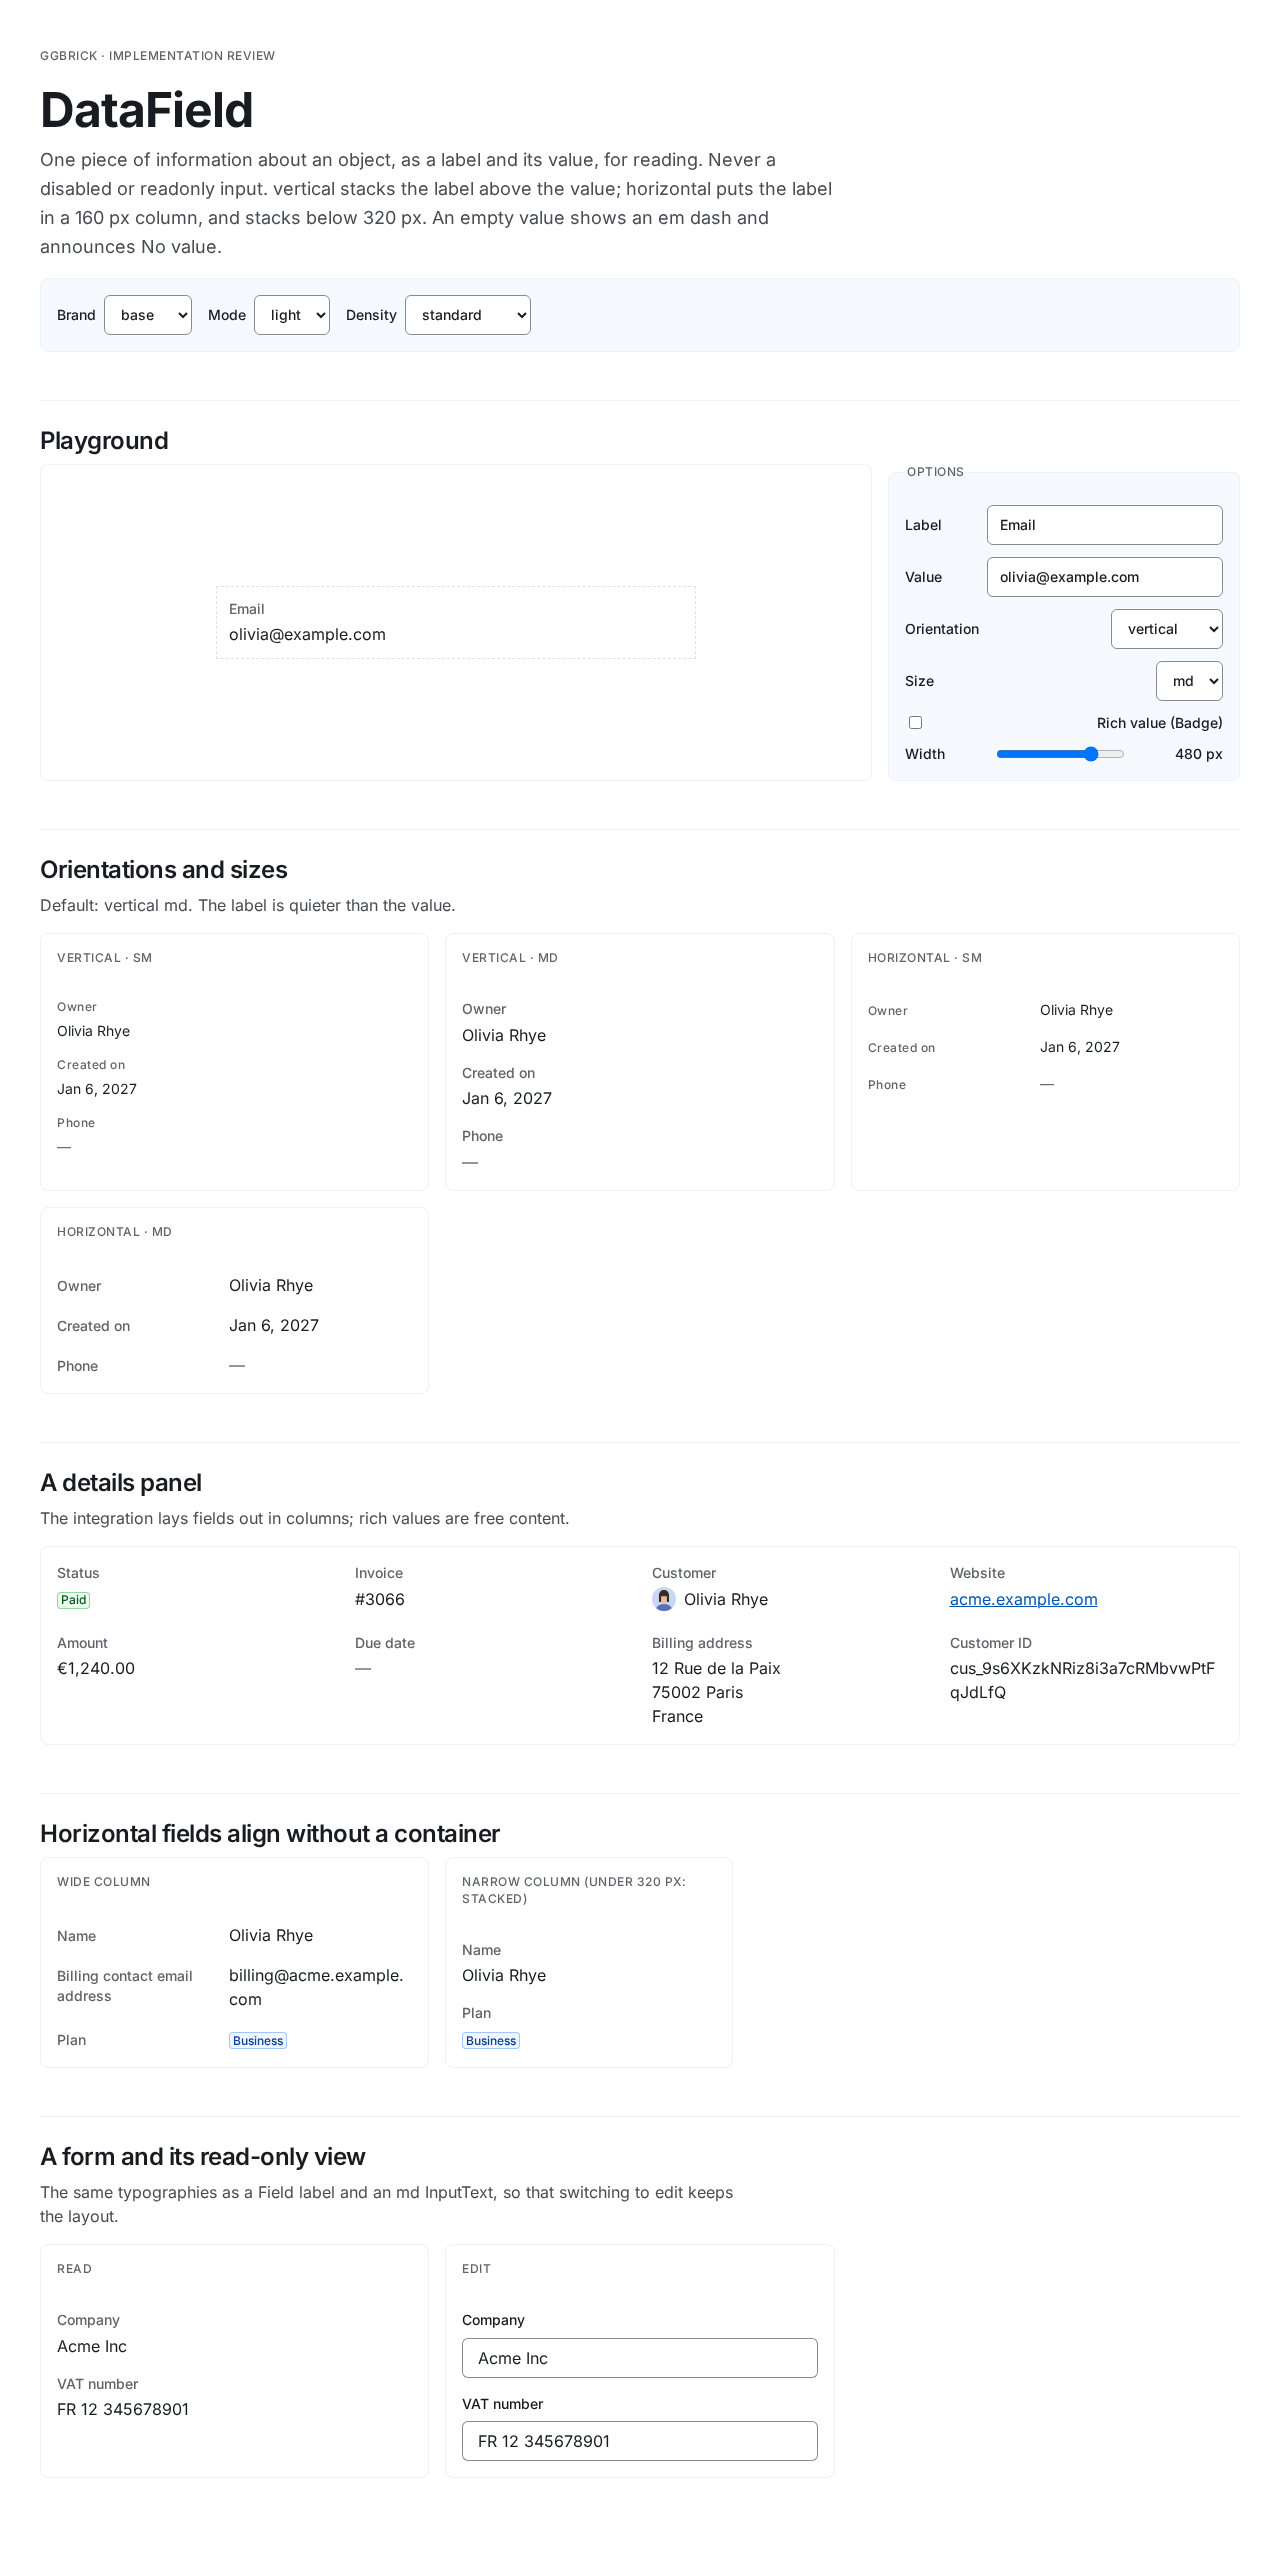 GGBRICK · IMPLEMENTATION REVIEW
DataField
One piece of information about an object, as a label and its value, for reading. Never a
disabled or readonly input. vertical stacks the label above the value; horizontal puts the label
in a 160 px column, and stacks below 320 px. An empty value shows an em dash and
announces No value.
Brand base Mode light Density standard
Playground
Email
olivia@example.com
OPTIONS
Label Email
Value olivia@example.com
Orientation vertical
Size md
Rich value (Badge)
Width 480 px
Orientations and sizes
Default: vertical md. The label is quieter than the value.
VERTICAL · SM
Owner
Olivia Rhye
Created on
Jan 6, 2027
Phone
—
VERTICAL · MD
Owner
Olivia Rhye
Created on
Jan 6, 2027
Phone
—
HORIZONTAL · SM
Owner Olivia Rhye
Created on Jan 6, 2027
Phone —
HORIZONTAL · MD
Owner Olivia Rhye
Created on Jan 6, 2027
Phone —
A details panel
The integration lays fields out in columns; rich values are free content.
Status
Paid
Invoice
#3066
Customer
Olivia Rhye
Website
acme.example.com
Amount
€1,240.00
Due date
—
Billing address
12 Rue de la Paix
75002 Paris
France
Customer ID
cus_9s6XKzkNRiz8i3a7cRMbvwPtF
qJdLfQ
Horizontal fields align without a container
WIDE COLUMN
Name Olivia Rhye
Billing contact email address billing@acme.example.
com
Plan Business
NARROW COLUMN (UNDER 320 PX:
STACKED)
Name
Olivia Rhye
Plan
Business
A form and its read-only view
The same typographies as a Field label and an md InputText, so that switching to edit keeps
the layout.
READ
Company
Acme Inc
VAT number
FR 12 345678901
EDIT
Company
Acme Inc
VAT number
FR 12 345678901